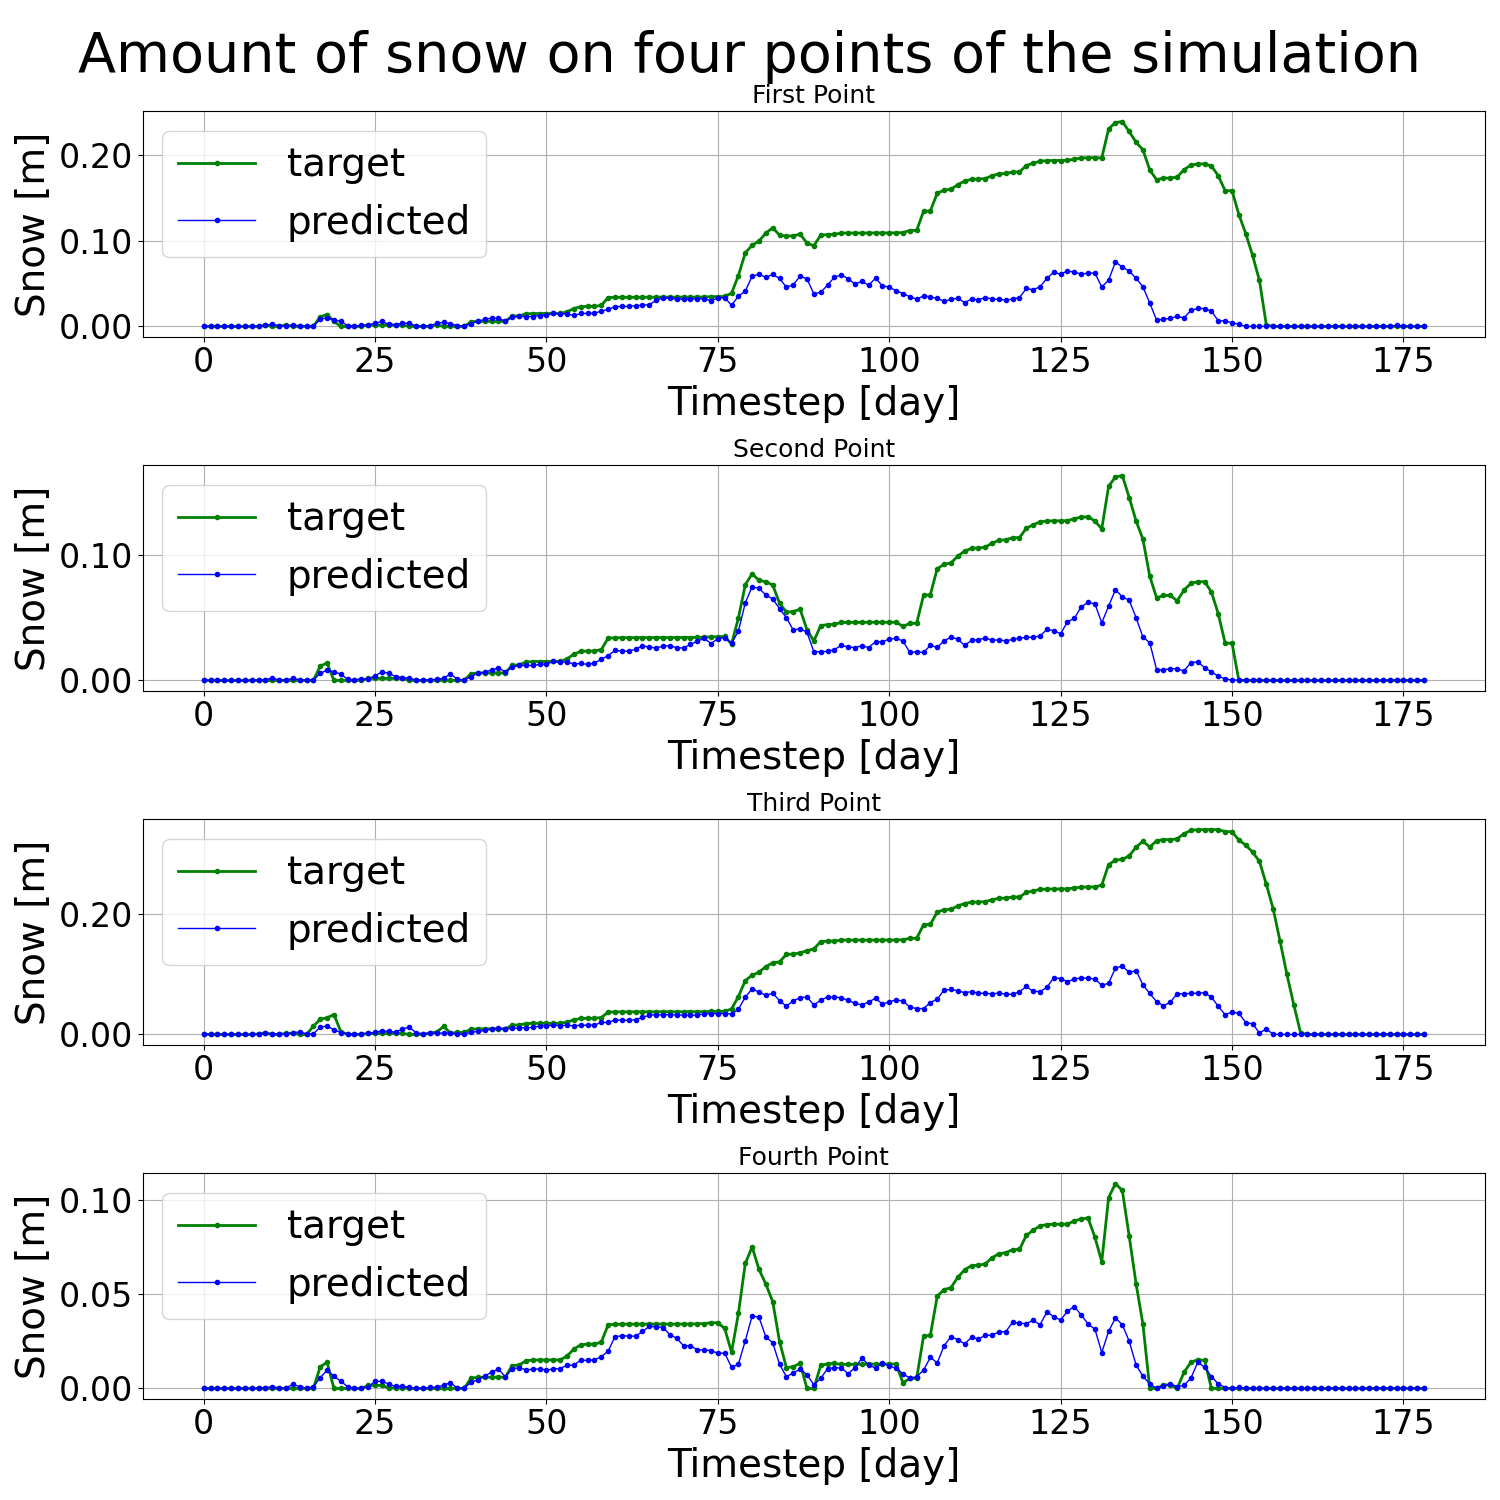 Amount of snow on four points of the simulation
First Point
Snow [m]
0.20
0.10
0.00
target
predicted
0 25 50 75 100 125 150 175
Timestep [day]
Second Point
Snow [m]
0.10
0.00
target
predicted
0 25 50 75 100 125 150 175
Timestep [day]
Third Point
Snow [m]
0.20
0.00
target
predicted
0 25 50 75 100 125 150 175
Timestep [day]
Fourth Point
Snow [m]
0.10
0.05
0.00
target
predicted
0 25 50 75 100 125 150 175
Timestep [day]